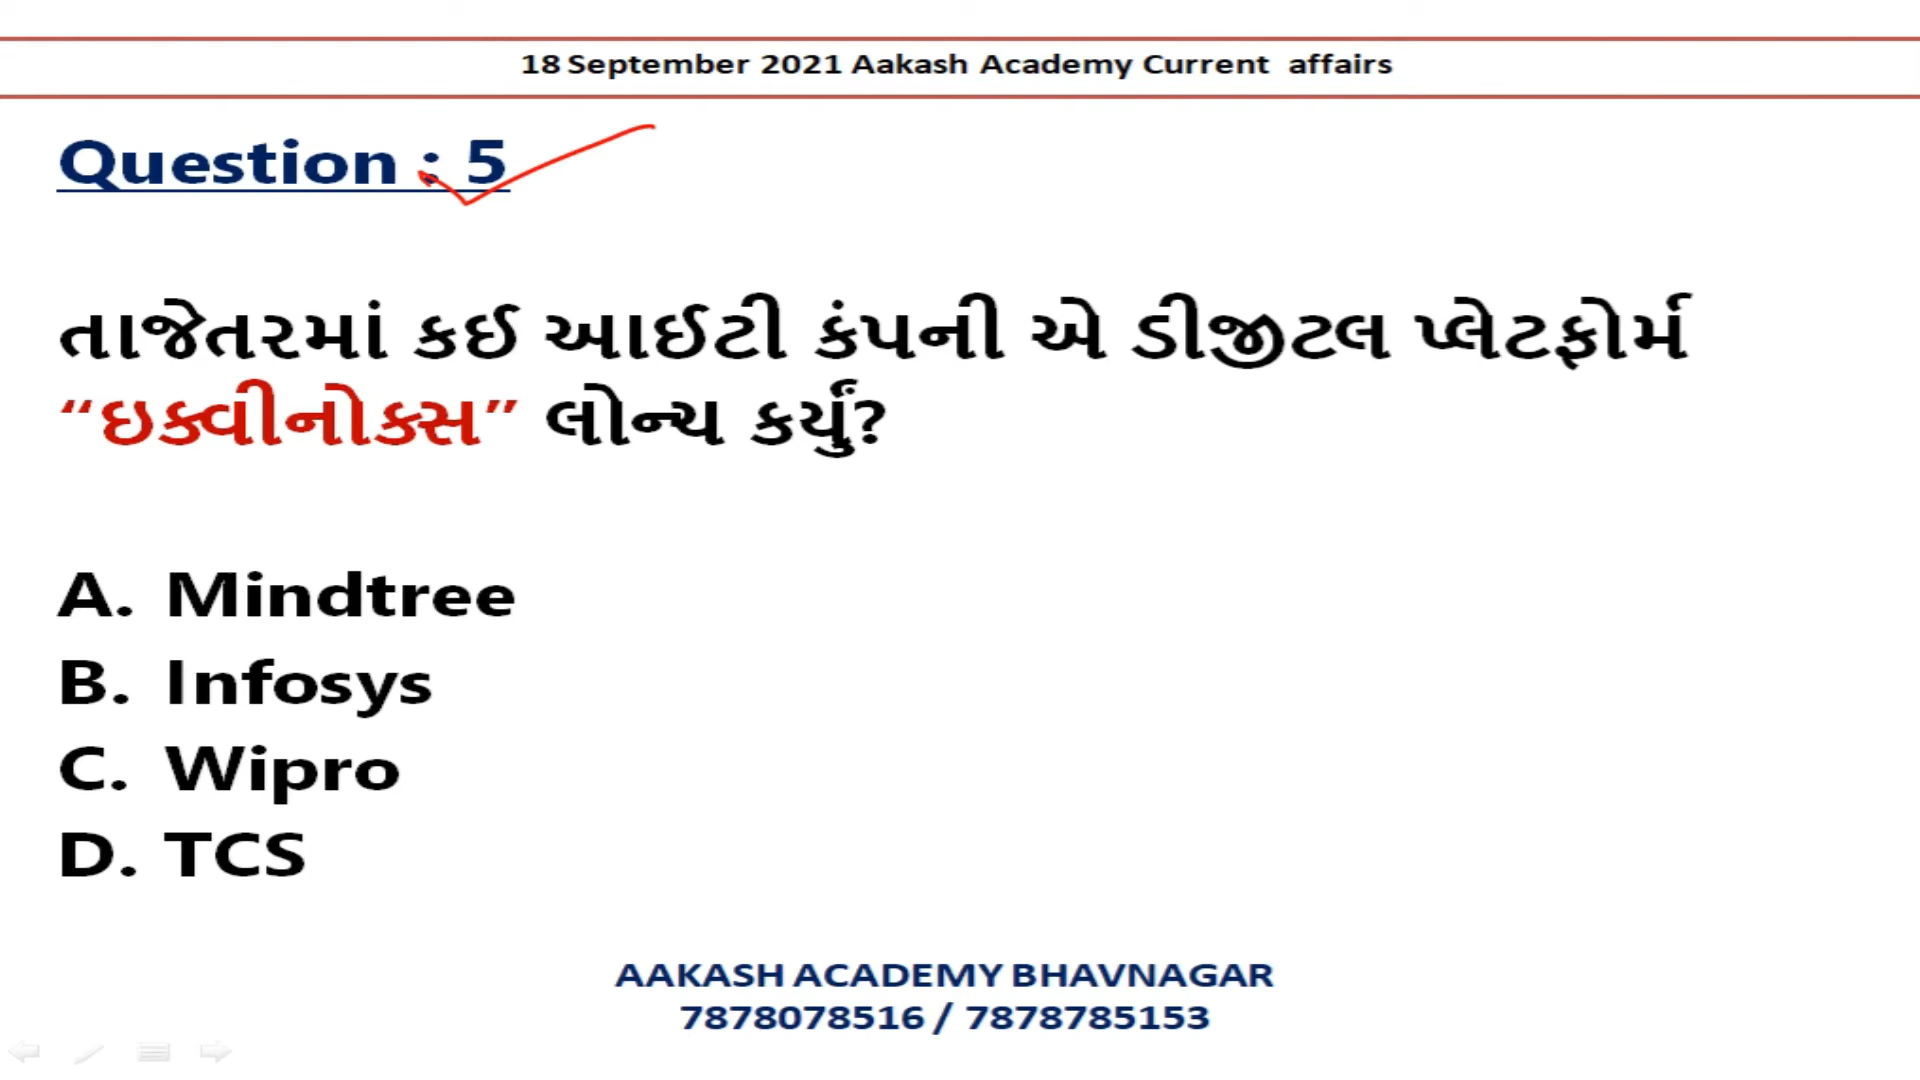 18 September 2021 Aakash Academy Current affairs
Question : 5
તાજેતરમાં કઈ આઈટી કંપની એ ડીજીટલ પ્લેટફોર્મ
“ઇક્વીનોક્સ” લોન્ચ કર્યું?
A. Mindtree
B. Infosys
C. Wipro
D. TCS
AAKASH ACADEMY BHAVNAGAR
7878078516 / 7878785153